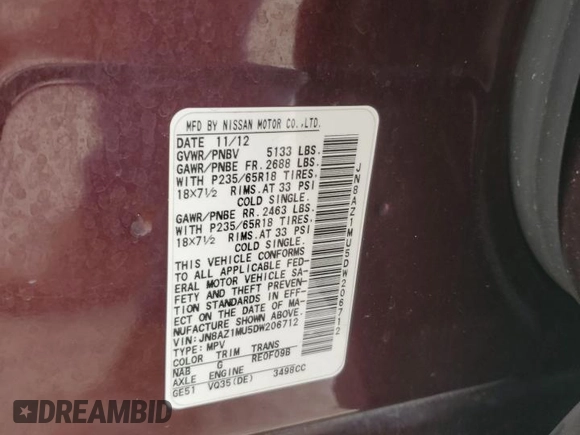 MFD BY NISSAN MOTOR CO.,LTD.
DATE 11/12
GVWR/PNBV 5133 LBS.
GAWR/PNBE FR. 2688 LBS.
WITH P235/65R18 TIRES.
18×7½ RIMS.AT 33 PSI
COLD SINGLE.
GAWR/PNBE RR. 2463 LBS.
WITH P235/65R18 TIRES.
18×7½ RIMS.AT 33 PSI
COLD SINGLE.
THIS VEHICLE CONFORMS
TO ALL APPLICABLE FED-
ERAL MOTOR VEHICLE SA-
FETY AND THEFT PREVEN-
TION STANDARDS IN EFF-
ECT ON THE DATE OF MA-
NUFACTURE SHOWN ABOVE.
VIN: JN8AZ1MU5DW206712
TYPE: MPV
COLOR TRIM TRANS
NAB G RE0F09B
AXLE ENGINE
GE51 VQ35(DE) 3498CC
JN8AZ1MU5DW206712
DREAMBID